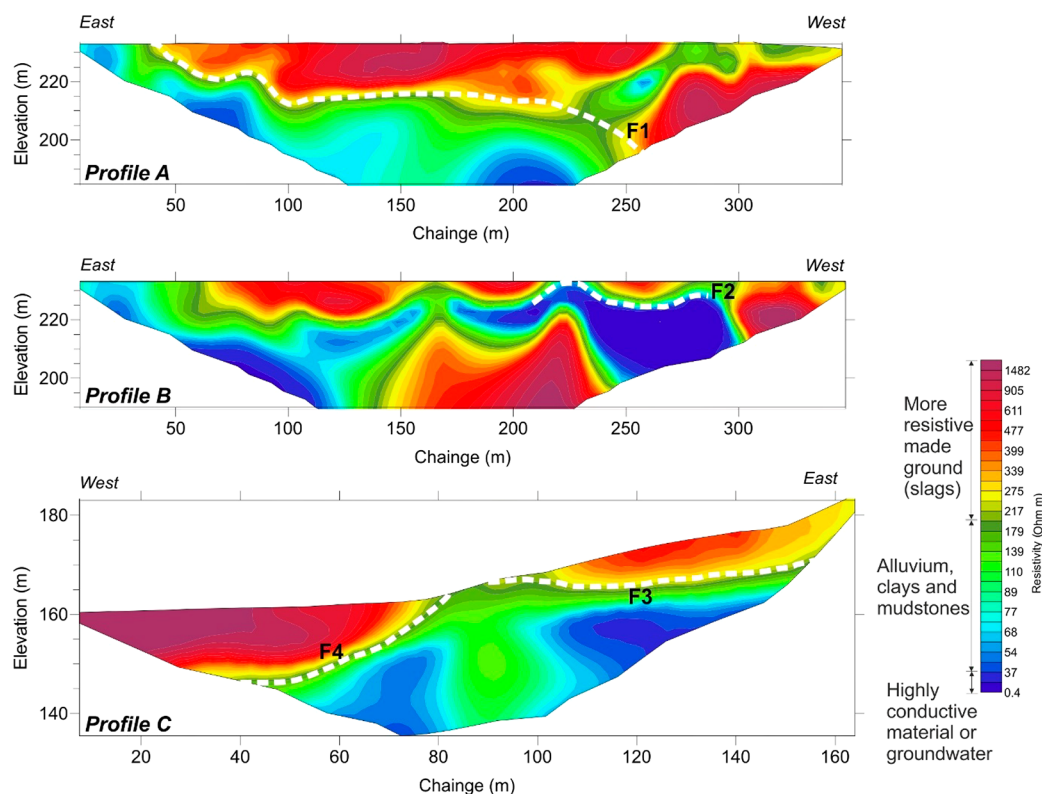 East
West
Elevation (m)
220
200
F1
Profile A
50
100
150
200
250
300
Chainge (m)
East
West
Elevation (m)
220
200
F2
Profile B
50
100
150
200
250
300
Chainge (m)
West
East
Elevation (m)
180
160
140
F3
F4
Profile C
20
40
60
80
100
120
140
160
Chainge (m)
More
resistive
made
ground
(slags)
Alluvium,
clays and
mudstones
Highly
conductive
material or
groundwater
1482
905
611
477
399
339
275
217
179
139
110
89
77
68
54
37
0.4
Resistivity (Ohm m)